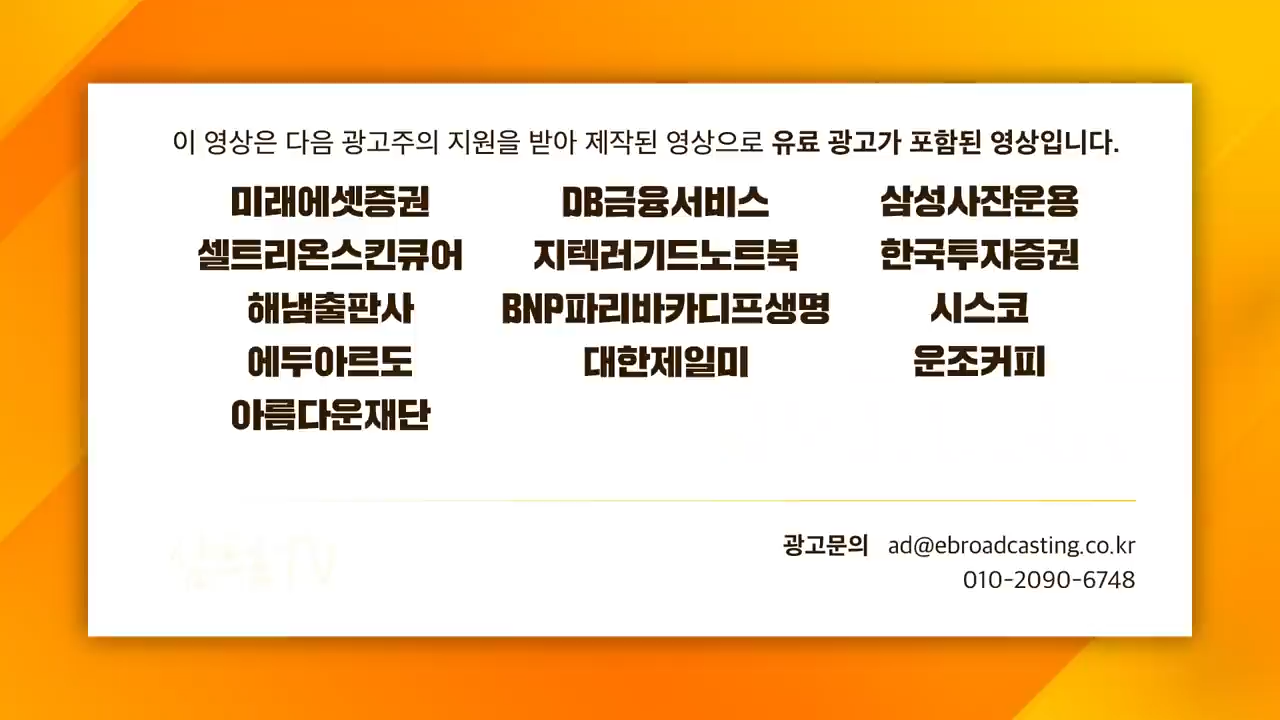 이 영상은 다음 광고주의 지원을 받아 제작된 영상으로 유료 광고가 포함된 영상입니다.
미래에셋증권 DB금융서비스 삼성사잔운용
셀트리온스킨큐어 지텍러기드노트북 한국투자증권
해냄출판사 BNP파리바카디프생명 시스코
에두아르도 대한제일미 운조커피
아름다운재단
광고문의 ad@ebroadcasting.co.kr
010-2090-6748